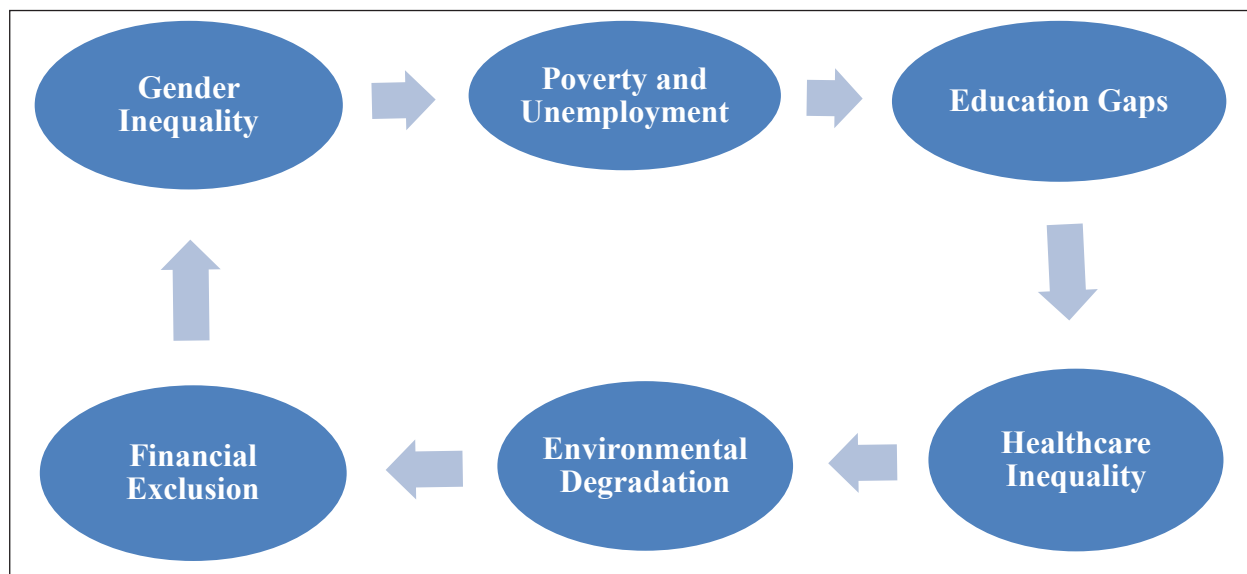 Gender
Inequality
Poverty and
Unemployment
Education Gaps
Healthcare
Inequality
Environmental
Degradation
Financial
Exclusion